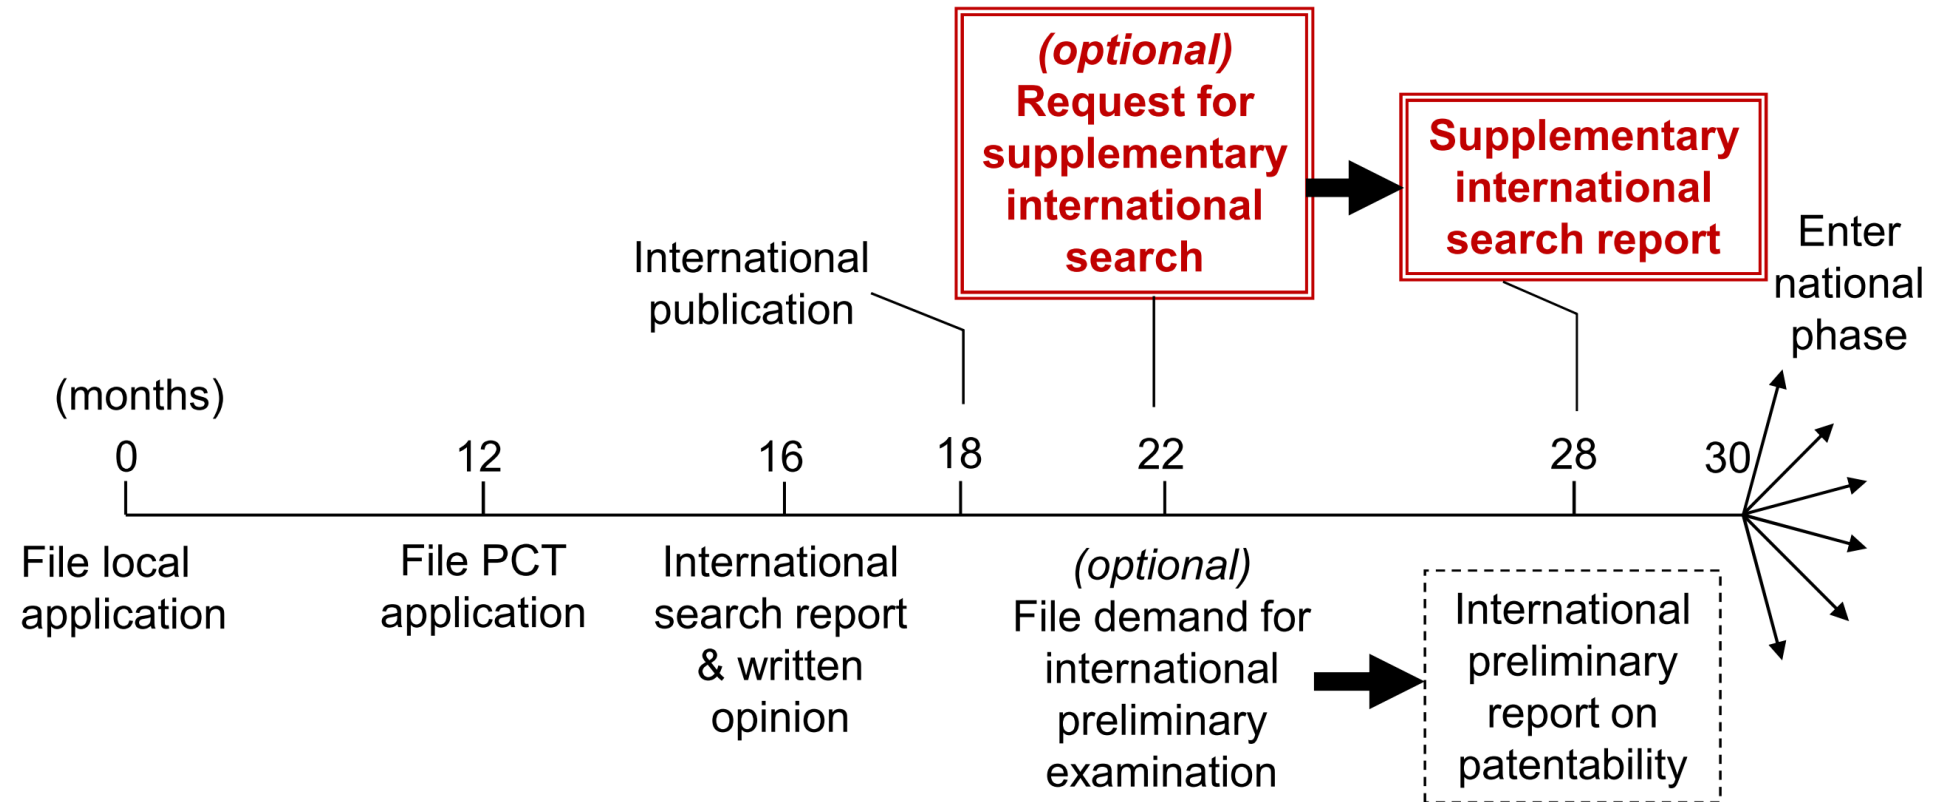 (optional)
Request for
supplementary
international
search
Supplementary
international
search report
Enter
national
phase
International
publication
(months)
0
12
16
18
22
28
30
File local
application
File PCT
application
International
search report
& written
opinion
(optional)
File demand for
international
preliminary
examination
International
preliminary
report on
patentability